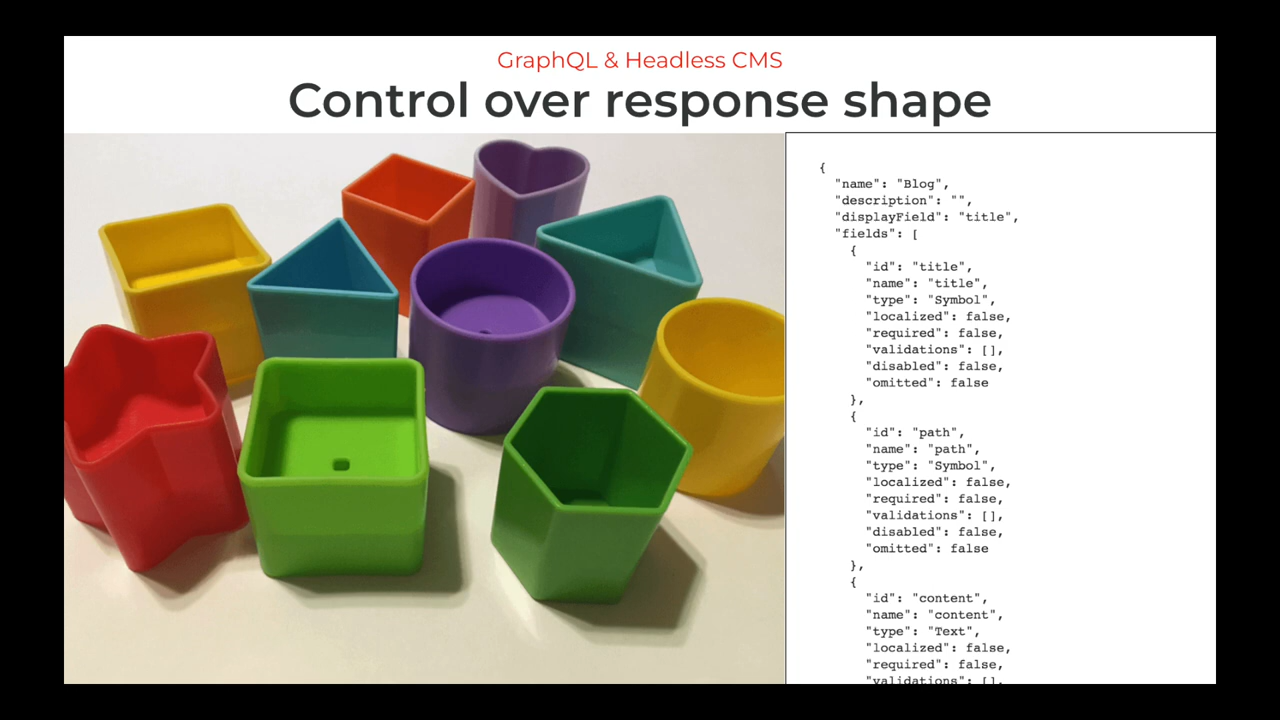 GraphQL & Headless CMS
Control over response shape
{
"name": "Blog",
"description": "",
"displayField": "title",
"fields": [
{
"id": "title",
"name": "title",
"type": "Symbol",
"localized": false,
"required": false,
"validations": [],
"disabled": false,
"omitted": false
},
{
"id": "path",
"name": "path",
"type": "Symbol",
"localized": false,
"required": false,
"validations": [],
"disabled": false,
"omitted": false
},
{
"id": "content",
"name": "content",
"type": "Text",
"localized": false,
"required": false,
"validations": [],